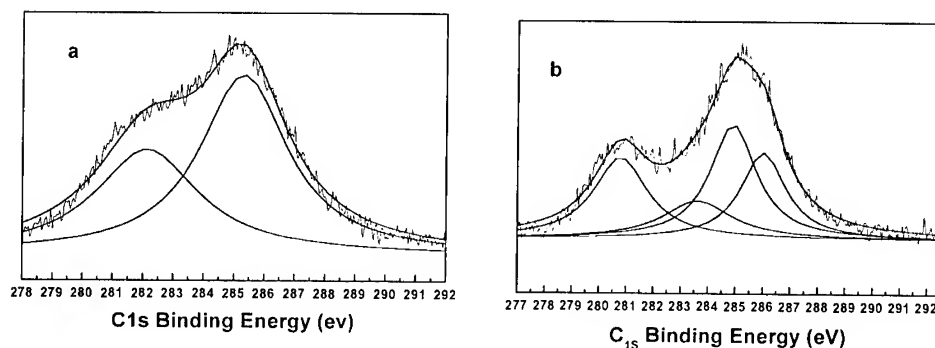 a
278 279 280 281 282 283 284 285 286 287 288 289 290 291 292
C1s Binding Energy (ev)
b
277 278 279 280 281 282 283 284 285 286 287 288 289 290 291 292
C1S Binding Energy (eV)